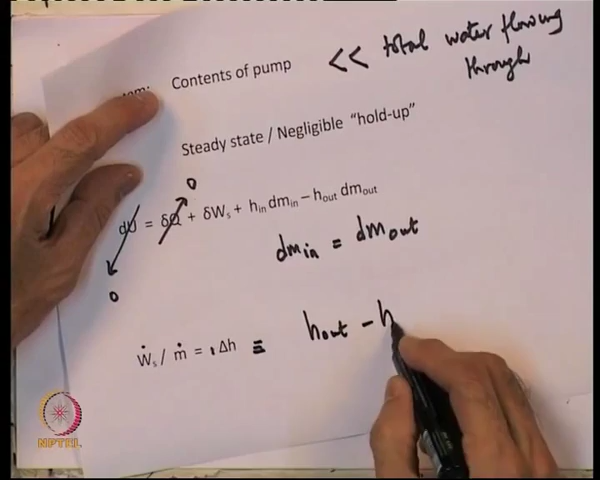 Contents of pump << total water flowing
through
Steady state / Negligible "hold-up"
0
dU = δQ + δWs + hin dmin – hout dmout
dmin = dmout
0
Ẇs / ṁ = Δh = hout – h
NPTEL